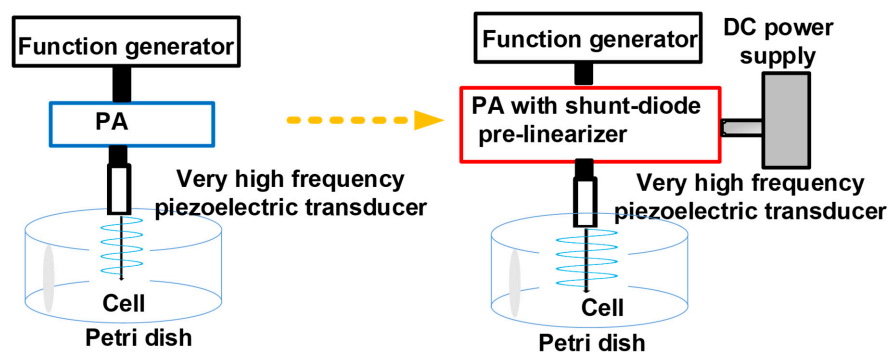 Function generator
PA
Very high frequency
piezoelectric transducer
Cell
Petri dish
Function generator
DC power
supply
PA with shunt-diode
pre-linearizer
Very high frequency
piezoelectric transducer
Cell
Petri dish